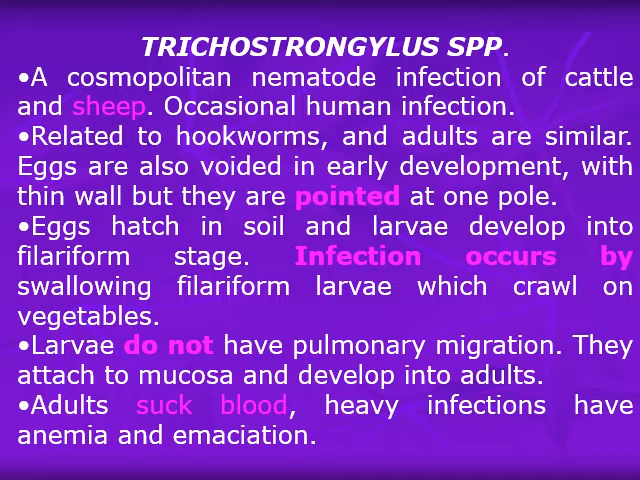 TRICHOSTRONGYLUS SPP.
•A cosmopolitan nematode infection of cattle
and sheep. Occasional human infection.
•Related to hookworms, and adults are similar.
Eggs are also voided in early development, with
thin wall but they are pointed at one pole.
•Eggs hatch in soil and larvae develop into
filariform stage. Infection occurs by
swallowing filariform larvae which crawl on
vegetables.
•Larvae do not have pulmonary migration. They
attach to mucosa and develop into adults.
•Adults suck blood, heavy infections have
anemia and emaciation.